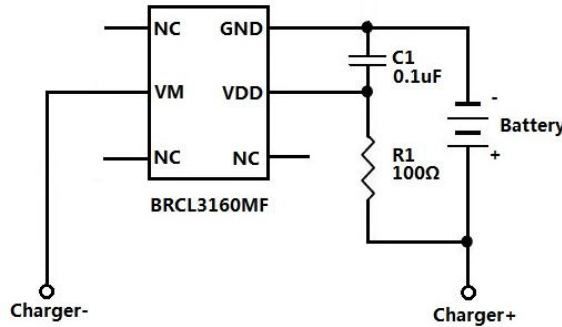 NC GND
C1
0.1uF
-
VM VDD
Battery
+
NC NC
R1
100Ω
BRCL3160MF
Charger-
Charger+